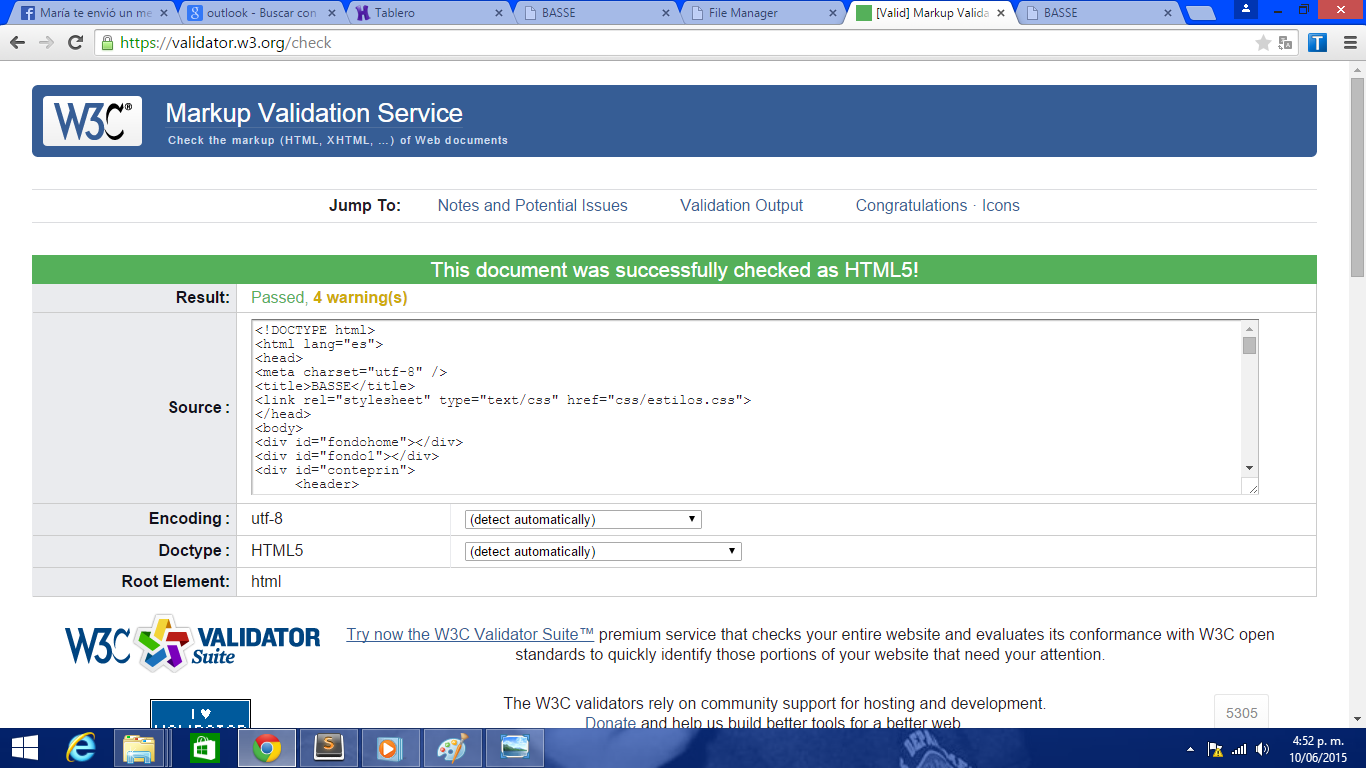 María te envió un me
outlook - Buscar con
Tablero
BASSE
File Manager
[Valid] Markup Valida
BASSE
https://validator.w3.org/check
T
W3C®
Markup Validation Service
Check the markup (HTML, XHTML, …) of Web documents
Jump To: Notes and Potential Issues Validation Output Congratulations · Icons
This document was successfully checked as HTML5!
Result: Passed, 4 warning(s)
Source :
<!DOCTYPE html>
<html lang="es">
<head>
<meta charset="utf-8" />
<title>BASSE</title>
<link rel="stylesheet" type="text/css" href="css/estilos.css">
</head>
<body>
<div id="fondohome"></div>
<div id="fondo1"></div>
<div id="conteprin">
<header>
Encoding : utf-8 (detect automatically)
Doctype : HTML5 (detect automatically)
Root Element: html
W3C VALIDATOR Suite
Try now the W3C Validator Suite™ premium service that checks your entire website and evaluates its conformance with W3C open
standards to quickly identify those portions of your website that need your attention.
I ♥
VALIDATOR
The W3C validators rely on community support for hosting and development.
Donate and help us build better tools for a better web.
5305
4:52 p. m.
10/06/2015